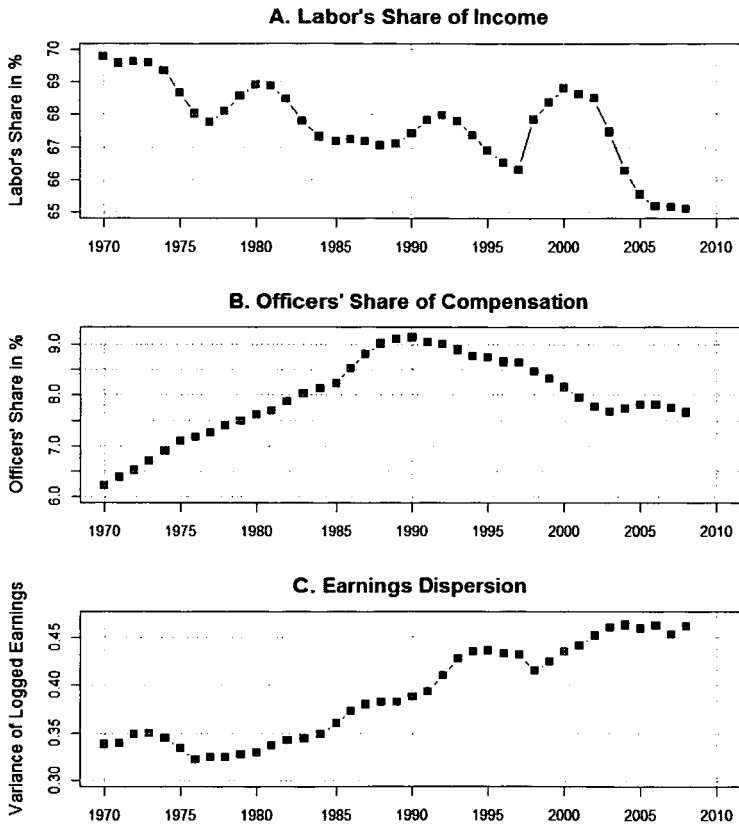 A. Labor's Share of Income
Labor's Share in %
70
69
68
67
66
65
1970 1975 1980 1985 1990 1995 2000 2005 2010
B. Officers' Share of Compensation
Officers' Share in %
9.0
8.0
7.0
6.0
1970 1975 1980 1985 1990 1995 2000 2005 2010
C. Earnings Dispersion
Variance of Logged Earnings
0.45
0.40
0.35
0.30
1970 1975 1980 1985 1990 1995 2000 2005 2010